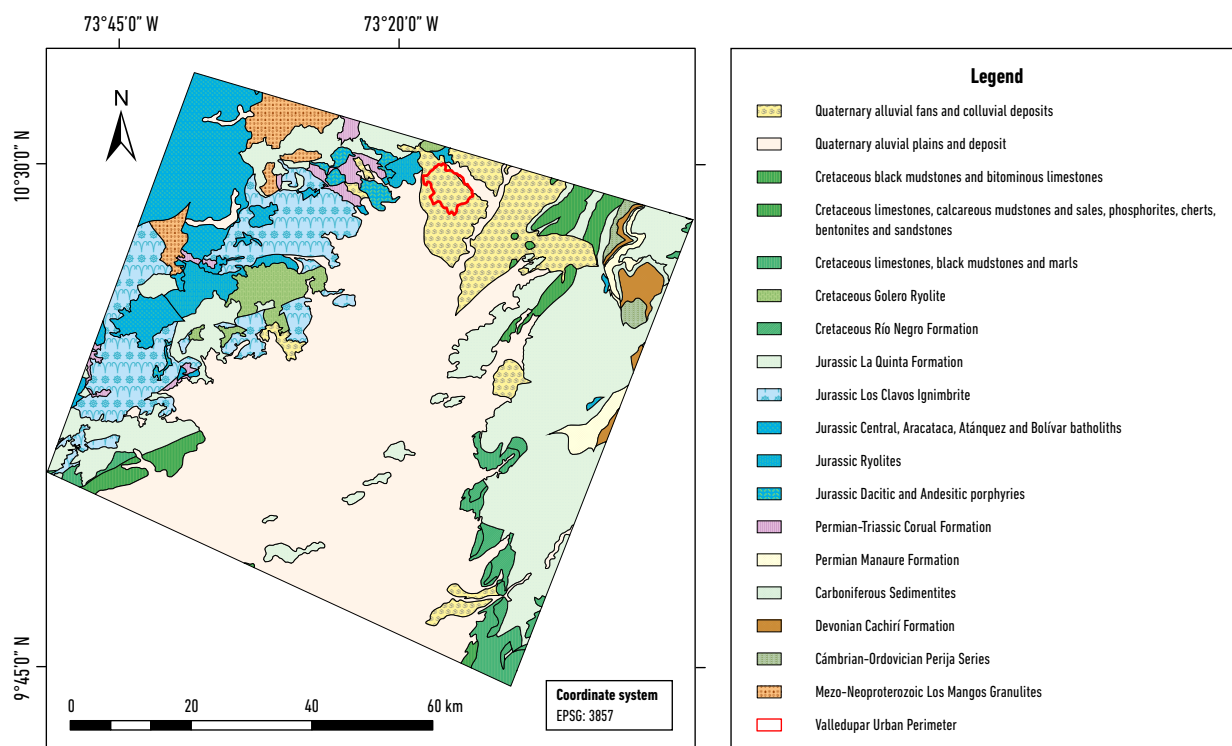 73°45'0" W
73°20'0" W
N
10°30'0" N
9°45'0" N
0
20
40
60 km
Coordinate system
EPSG: 3857
Legend
Quaternary alluvial fans and colluvial deposits
Quaternary aluvial plains and deposit
Cretaceous black mudstones and bitominous limestones
Cretaceous limestones, calcareous mudstones and sales, phosphorites, cherts,
bentonites and sandstones
Cretaceous limestones, black mudstones and marls
Cretaceous Golero Ryolite
Cretaceous Río Negro Formation
Jurassic La Quinta Formation
Jurassic Los Clavos Ignimbrite
Jurassic Central, Aracataca, Atánquez and Bolívar batholiths
Jurassic Ryolites
Jurassic Dacitic and Andesitic porphyries
Permian-Triassic Corual Formation
Permian Manaure Formation
Carboniferous Sedimentites
Devonian Cachirí Formation
Cámbrian-Ordovician Perija Series
Mezo-Neoproterozoic Los Mangos Granulites
Valledupar Urban Perimeter